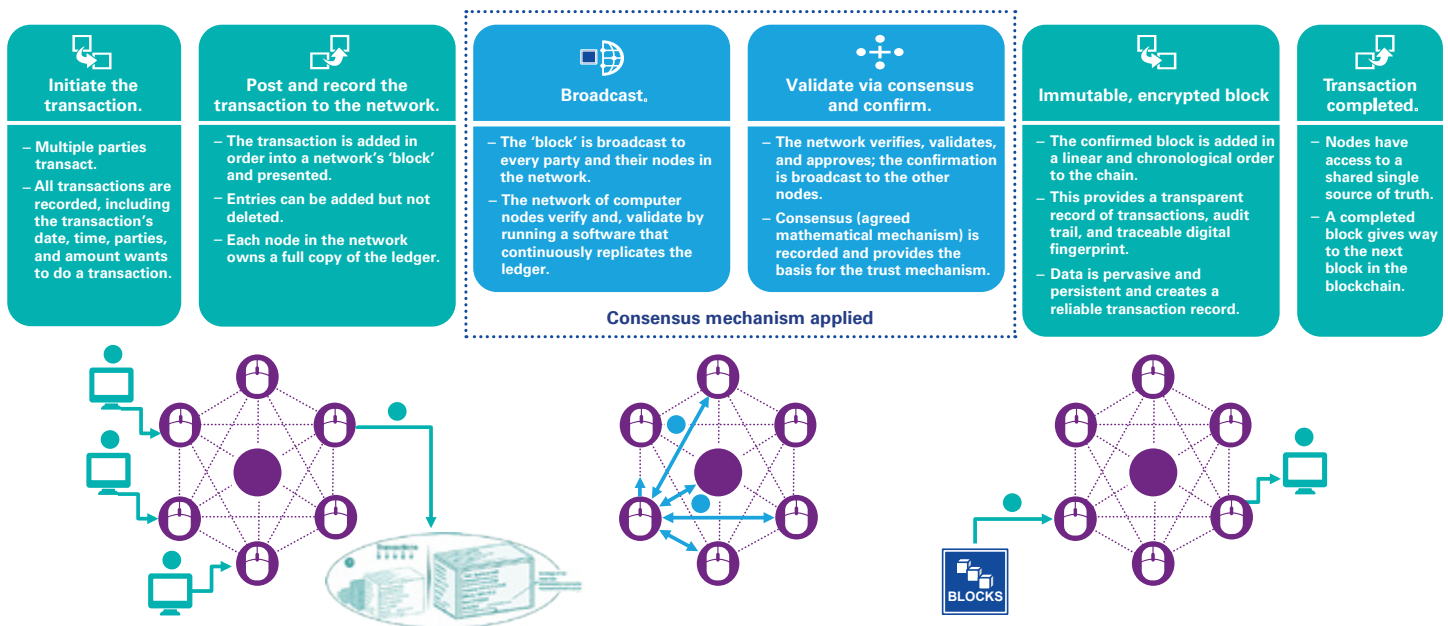 Initiate the
transaction.
– Multiple parties
transact.
– All transactions are
recorded, including
the transaction's
date, time, parties,
and amount wants
to do a transaction.
Post and record the
transaction to the network.
– The transaction is added in
order into a network's 'block'
and presented.
– Entries can be added but not
deleted.
– Each node in the network
owns a full copy of the ledger.
Broadcast.
– The 'block' is broadcast to
every party and their nodes in
the network.
– The network of computer
nodes verify and, validate by
running a software that
continuously replicates the
ledger.
Validate via consensus
and confirm.
– The network verifies, validates,
and approves; the confirmation
is broadcast to the other
nodes.
– Consensus (agreed
mathematical mechanism) is
recorded and provides the
basis for the trust mechanism.
Consensus mechanism applied
Immutable, encrypted block
– The confirmed block is added in
a linear and chronological order
to the chain.
– This provides a transparent
record of transactions, audit
trail, and traceable digital
fingerprint.
– Data is pervasive and
persistent and creates a
reliable transaction record.
Transaction
completed.
– Nodes have
access to a
shared single
source of truth.
– A completed
block gives way
to the next
block in the
blockchain.
Transactions
BLOCKS